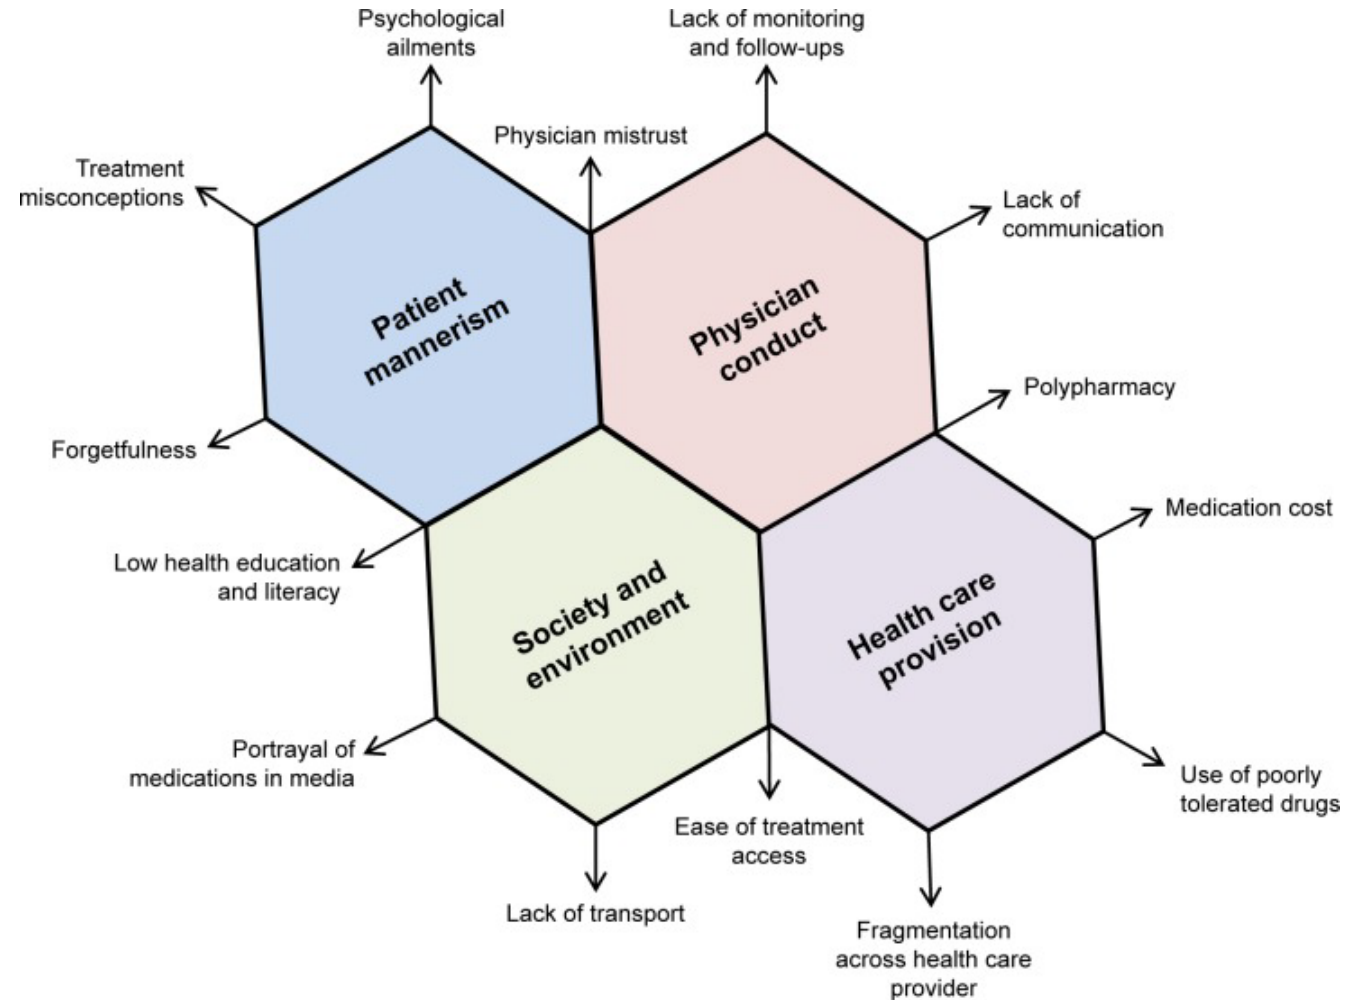 Psychological
ailments
Lack of monitoring
and follow-ups
Physician mistrust
Treatment
misconceptions
Lack of
communication
Patient
mannerism
Physician
conduct
Polypharmacy
Forgetfulness
Medication cost
Low health education
and literacy
Society and
environment
Health care
provision
Portrayal of
medications in media
Use of poorly
tolerated drugs
Ease of treatment
access
Lack of transport
Fragmentation
across health care
provider